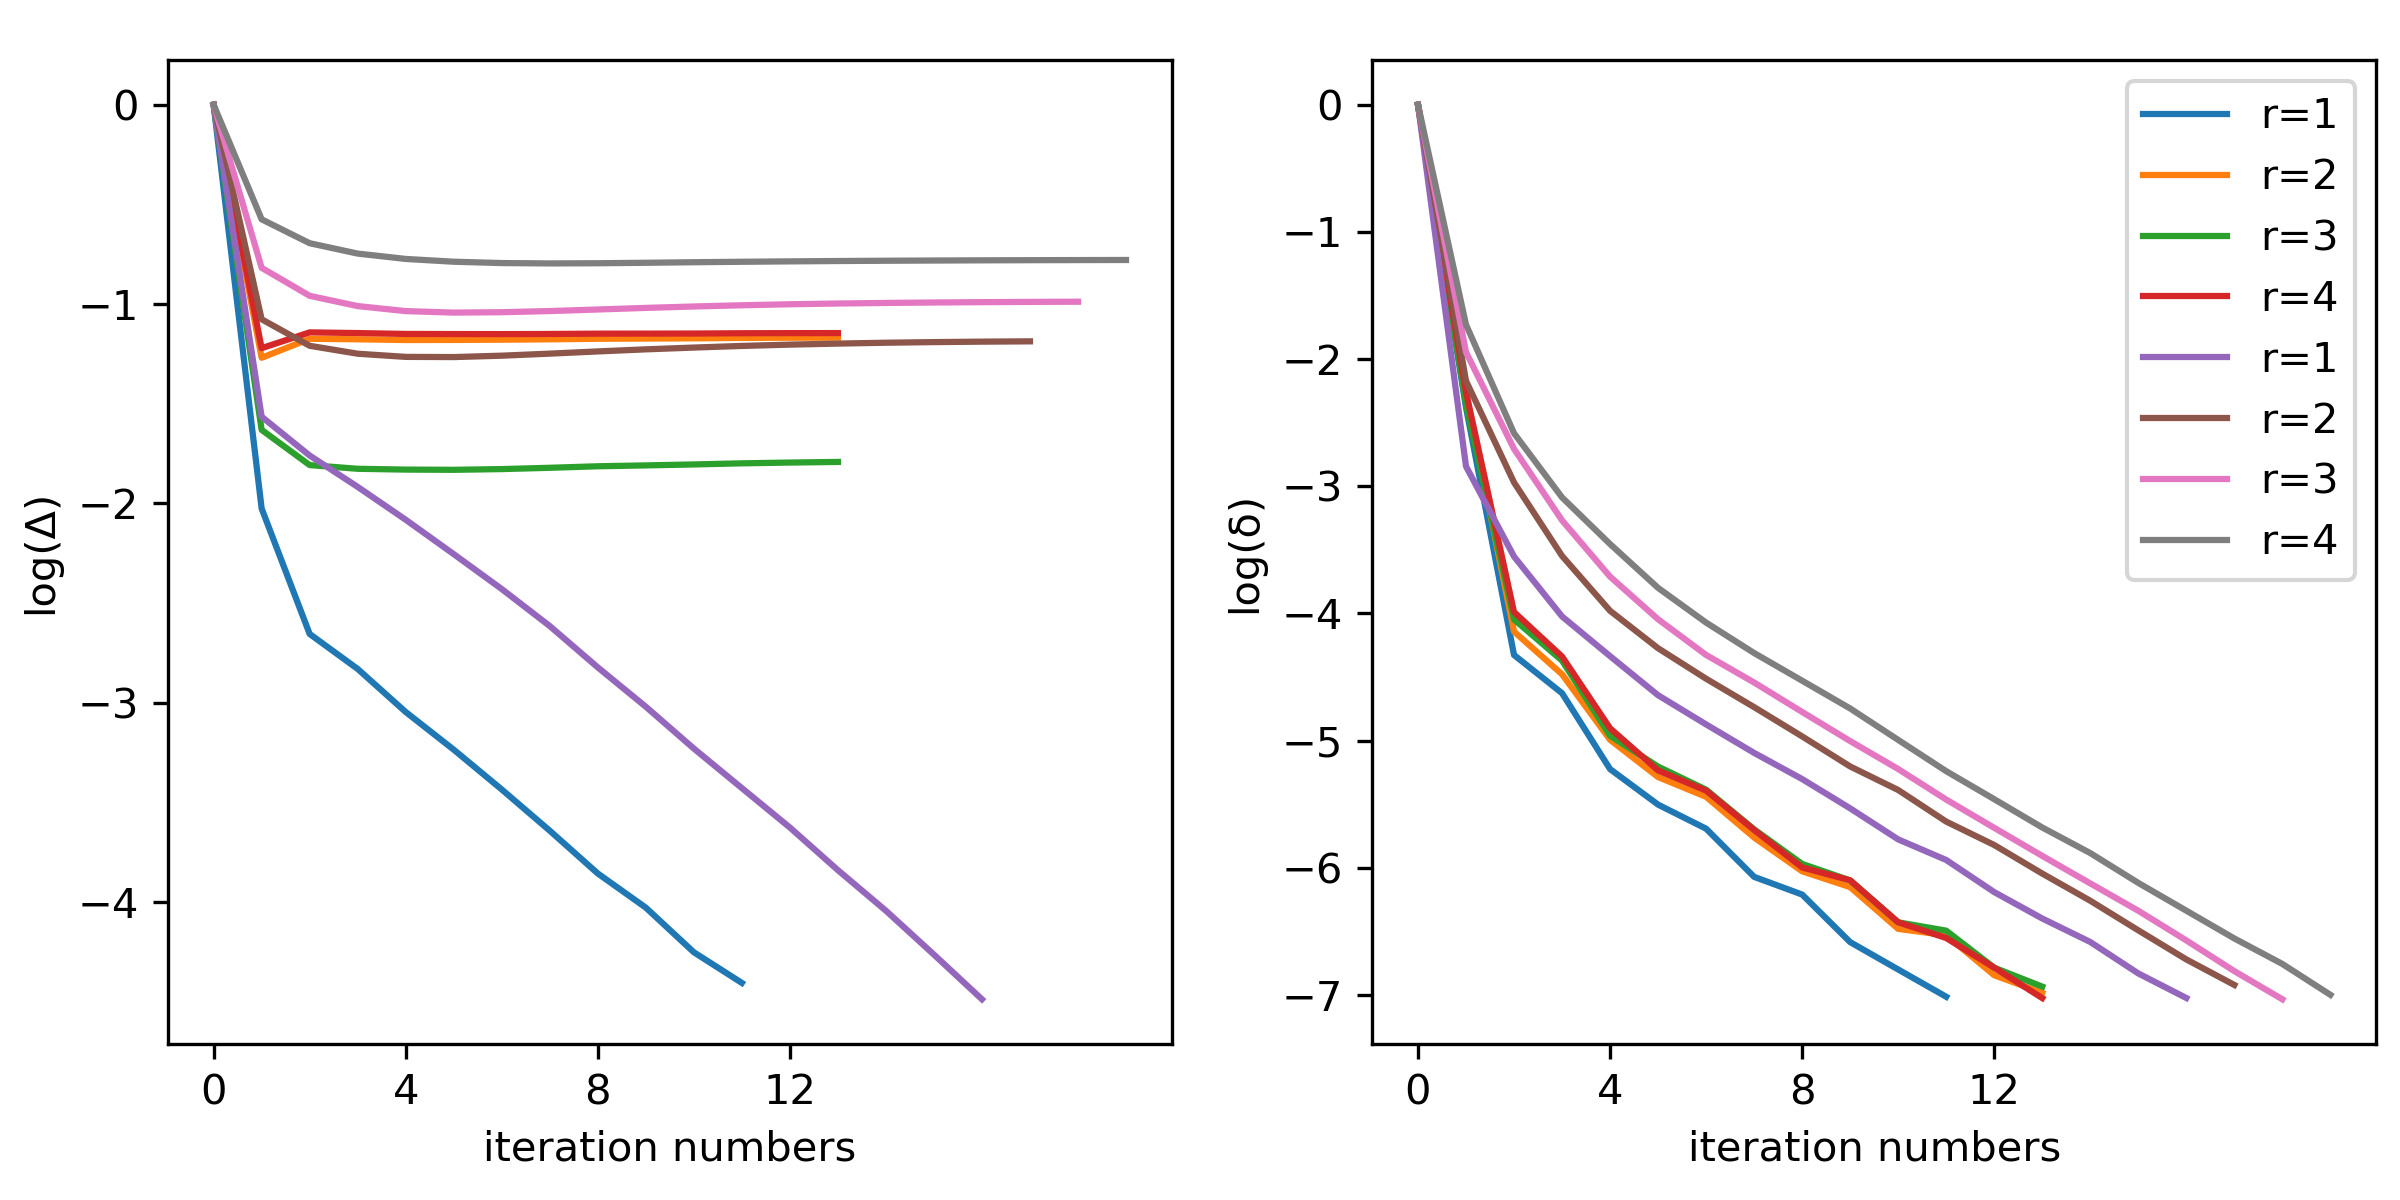 log(Δ)
0
−1
−2
−3
−4
0 4 8 12
iteration numbers
log(δ)
0
−1
−2
−3
−4
−5
−6
−7
0 4 8 12
iteration numbers
r=1
r=2
r=3
r=4
r=1
r=2
r=3
r=4